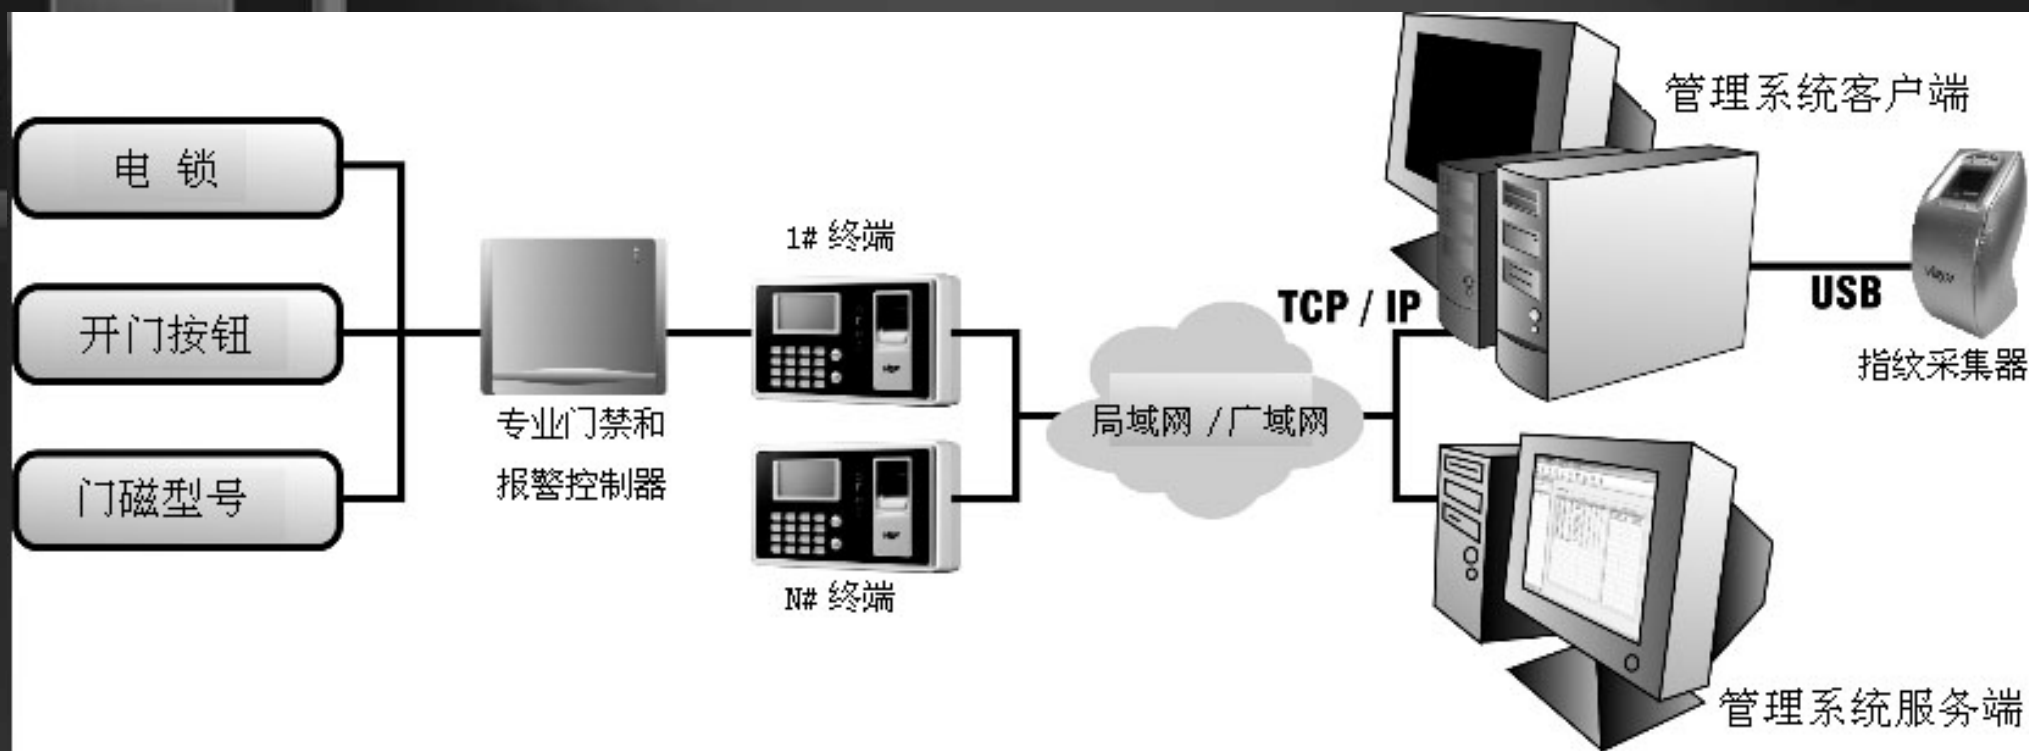 电 锁
开门按钮
门磁型号
专业门禁和
报警控制器
1# 终端
N# 终端
局域网 /广域网
TCP / IP
管理系统客户端
USB
指纹采集器
管理系统服务端